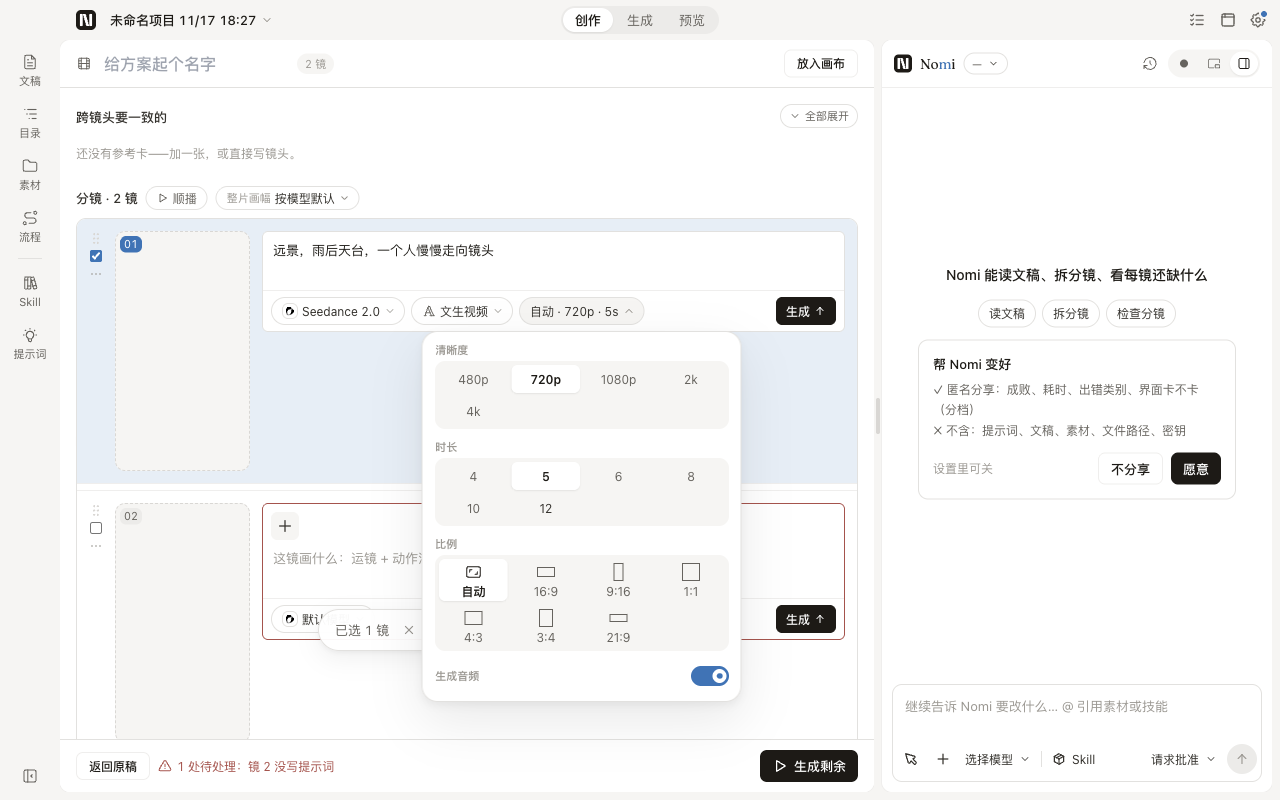 未命名项目 11/17 18:27
创作
生成
预览
文稿
目录
素材
流程
Skill
提示词
给方案起个名字
2 镜
放入画布
跨镜头要一致的
全部展开
还没有参考卡——加一张，或直接写镜头。
分镜 · 2 镜
顺播
整片画幅 按模型默认
01
远景，雨后天台，一个人慢慢走向镜头
Seedance 2.0
文生视频
自动 · 720p · 5s
生成 ↑
清晰度
480p
720p
1080p
2k
4k
时长
4
5
6
8
10
12
比例
自动
16:9
9:16
1:1
4:3
3:4
21:9
生成音频
02
这镜画什么：运镜 + 动作
默认
生成 ↑
已选 1 镜
返回原稿
1 处待处理：镜 2 没写提示词
生成剩余
Nomi
—
Nomi 能读文稿、拆分镜、看每镜还缺什么
读文稿
拆分镜
检查分镜
帮 Nomi 变好
✓ 匿名分享：成败、耗时、出错类别、界面卡不卡
（分档）
✕ 不含：提示词、文稿、素材、文件路径、密钥
设置里可关
不分享
愿意
继续告诉 Nomi 要改什么… @ 引用素材或技能
选择模型
Skill
请求批准